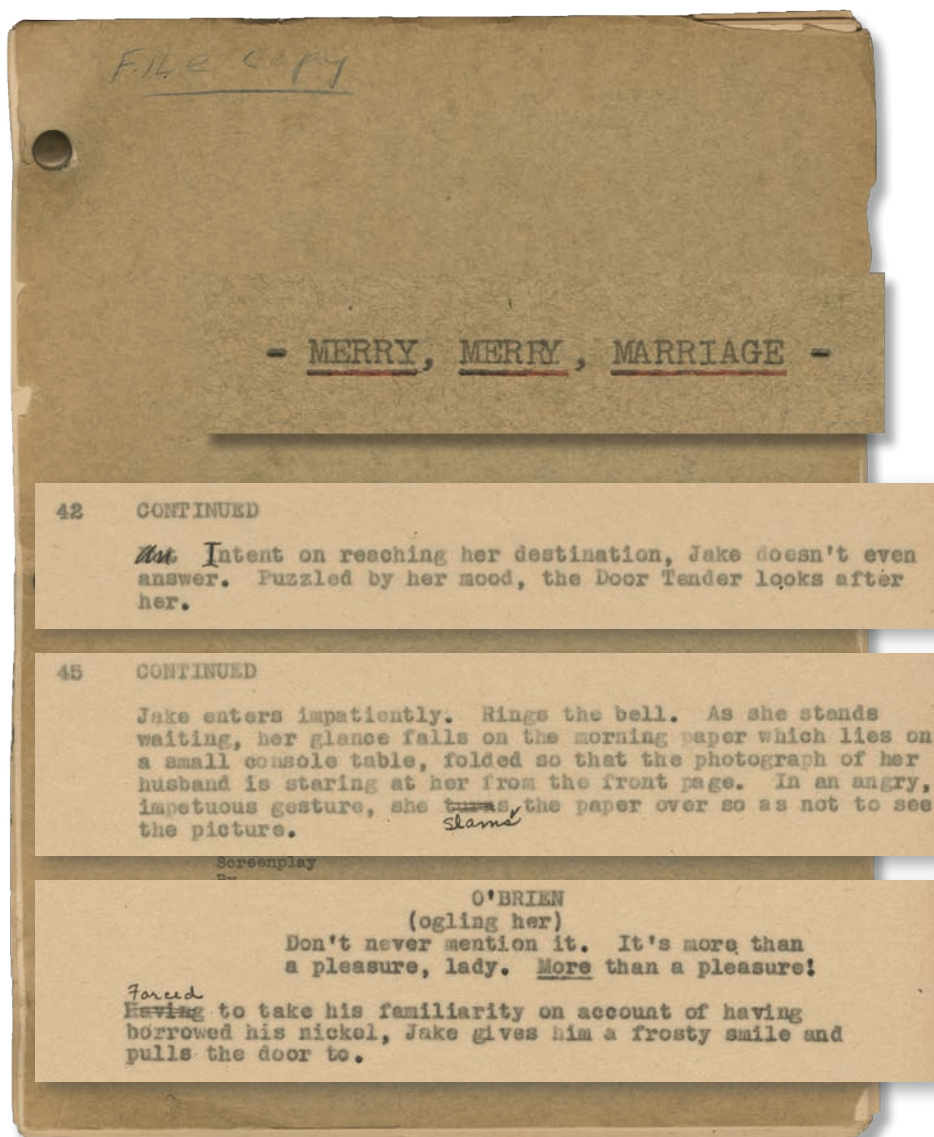 File Copy
- MERRY, MERRY, MARRIAGE -
42 CONTINUED
Intent on reaching her destination, Jake doesn't even
answer. Puzzled by her mood, the Door Tender looks after
her.
45 CONTINUED
Jake enters impatiently. Rings the bell. As she stands
waiting, her glance falls on the morning paper which lies on
a small console table, folded so that the photograph of her
husband is staring at her from the front page. In an angry,
impetuous gesture, she turns the paper over so as not to see
slams
the picture.
Screenplay
By
O'BRIEN
(ogling her)
Don't never mention it. It's more than
a pleasure, lady. More than a pleasure!
Forced
Having to take his familiarity on account of having
borrowed his nickel, Jake gives him a frosty smile and
pulls the door to.